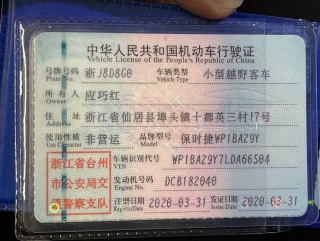 中华人民共和国机动车行驶证
Vehicle License of the People's Republic of China
号牌号码 浙J8D8G0 车辆类型 小型越野客车
Plate No. Vehicle Type
所有人 应巧红
Owner
住址 浙江省仙居县埠头镇十都英三村17号
Address
使用性质 非营运 品牌型号 保时捷WP1BA29Y
Use Character Model
浙江省台州 车辆识别代号 WP1BA29Y7LDA66504
VIN
市公安局交 发动机号码 DCB182040
Engine No.
警察支队 注册日期 2020-03-31 发证日期 2020-03-31
Register Date Issue Date